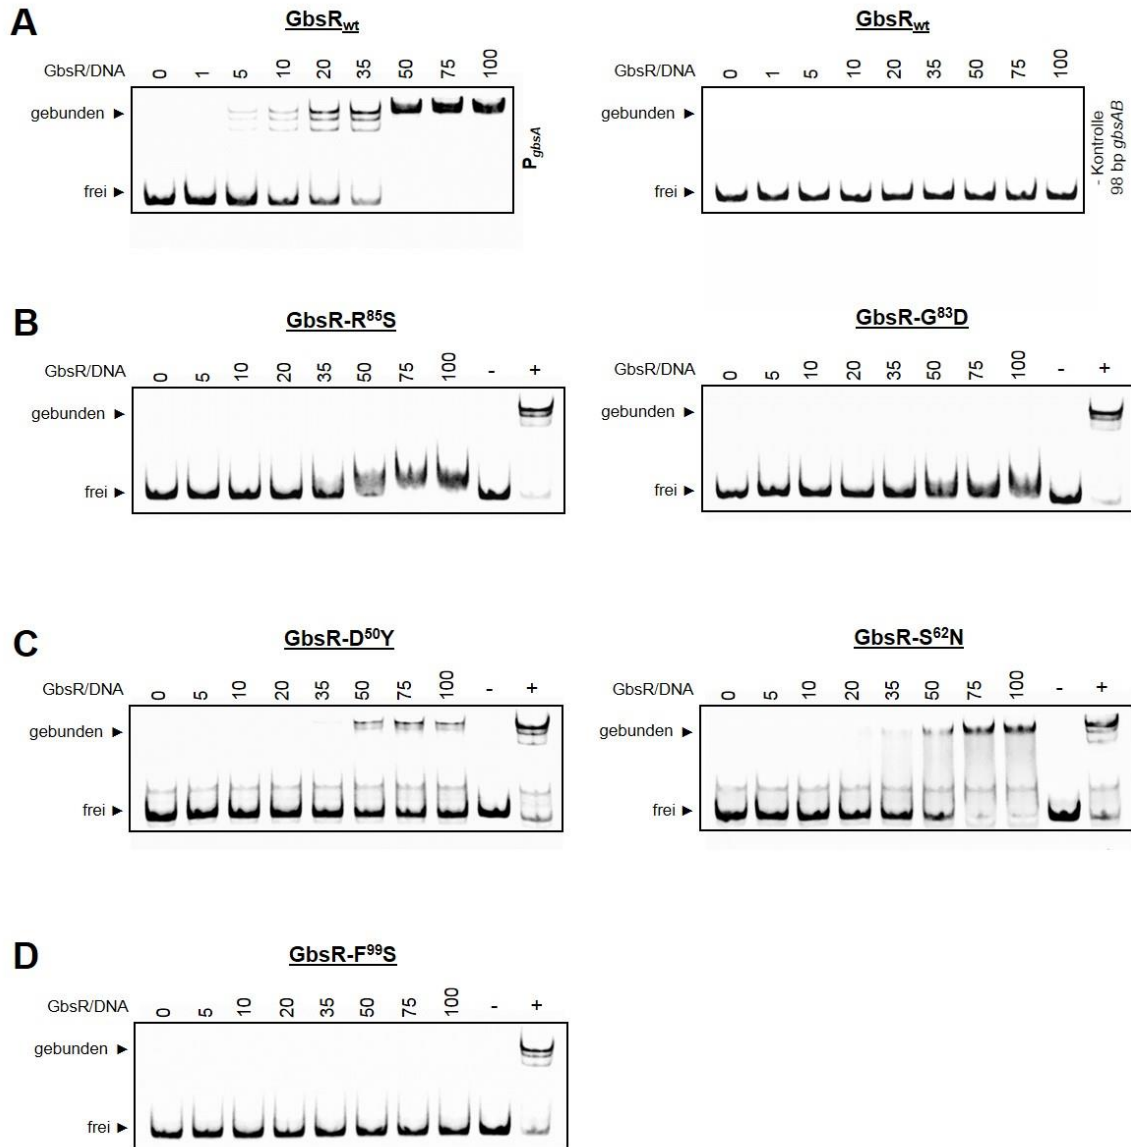 A
GbsRwt
GbsR/DNA 0 1 5 10 20 35 50 75 100
gebunden ►
frei ►
PgbsA
GbsRwt
GbsR/DNA 0 1 5 10 20 35 50 75 100
gebunden ►
frei ►
- Kontrolle
98 bp gbsAB
B
GbsR-R⁸⁵S
GbsR/DNA 0 5 10 20 35 50 75 100 - +
gebunden ►
frei ►
GbsR-G⁸³D
GbsR/DNA 0 5 10 20 35 50 75 100 - +
gebunden ►
frei ►
C
GbsR-D⁵⁰Y
GbsR/DNA 0 5 10 20 35 50 75 100 - +
gebunden ►
frei ►
GbsR-S⁶²N
GbsR/DNA 0 5 10 20 35 50 75 100 - +
gebunden ►
frei ►
D
GbsR-F⁹⁹S
GbsR/DNA 0 5 10 20 35 50 75 100 - +
gebunden ►
frei ►